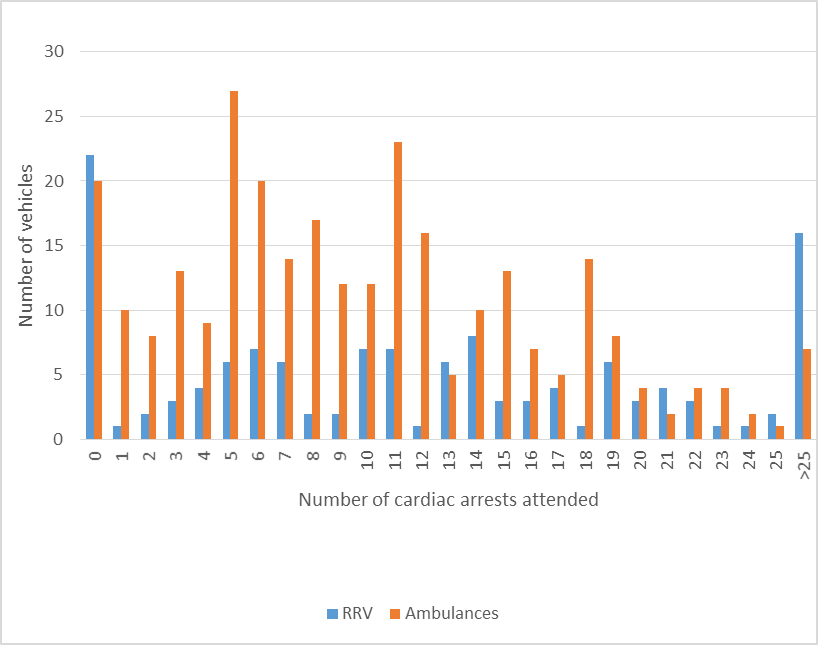 30
25
20
15
10
5
0
Number of vehicles
0 1 2 3 4 5 6 7 8 9 10 11 12 13 14 15 16 17 18 19 20 21 22 23 24 25 >25
Number of cardiac arrests attended
RRV Ambulances